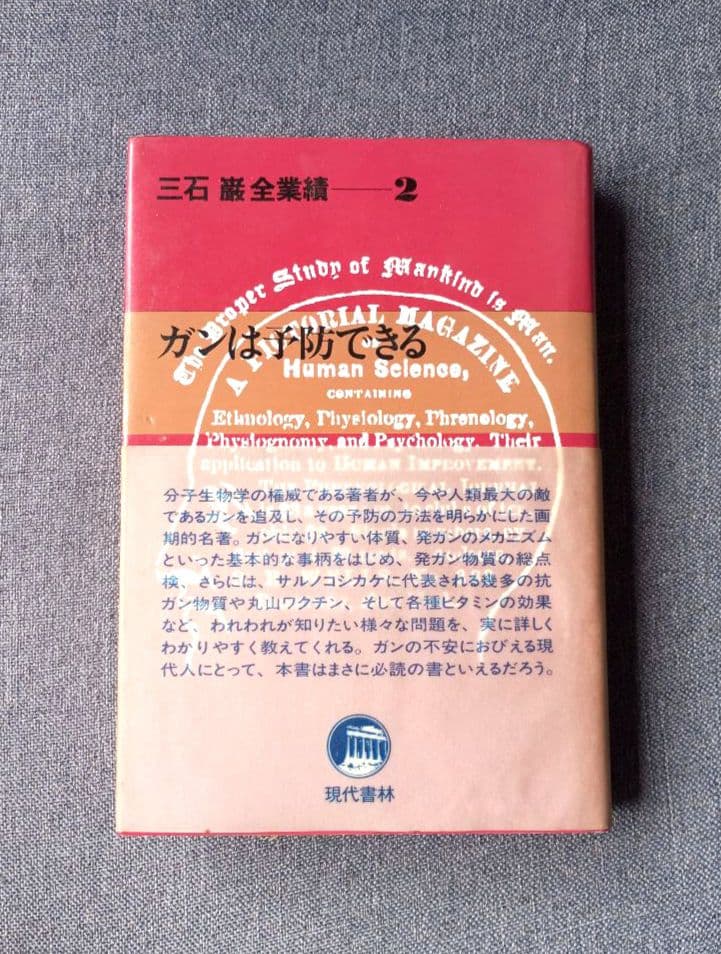 三石 巌全業績——2
The Proper Study of Mankind is Man.
A PICTORIAL MAGAZINE
OF
Human Science,
CONTAINING
Ethnology, Physiology, Phrenology,
Physiognomy, and Psychology. Their
application to HUMAN IMPROVEMENT.
ガンは予防できる
分子生物学の権威である著者が、今や人類最大の敵
であるガンを追及し、その予防の方法を明らかにした画
期的名著。ガンになりやすい体質、発ガンのメカニズム
といった基本的な事柄をはじめ、発ガン物質の総点
検、さらには、サルノコシカケに代表される幾多の抗
ガン物質や丸山ワクチン、そして各種ビタミンの効果
など、われわれが知りたい様々な問題を、実に詳しく
わかりやすく教えてくれる。ガンの不安におびえる現
代人にとって、本書はまさに必読の書といえるだろう。
現代書林